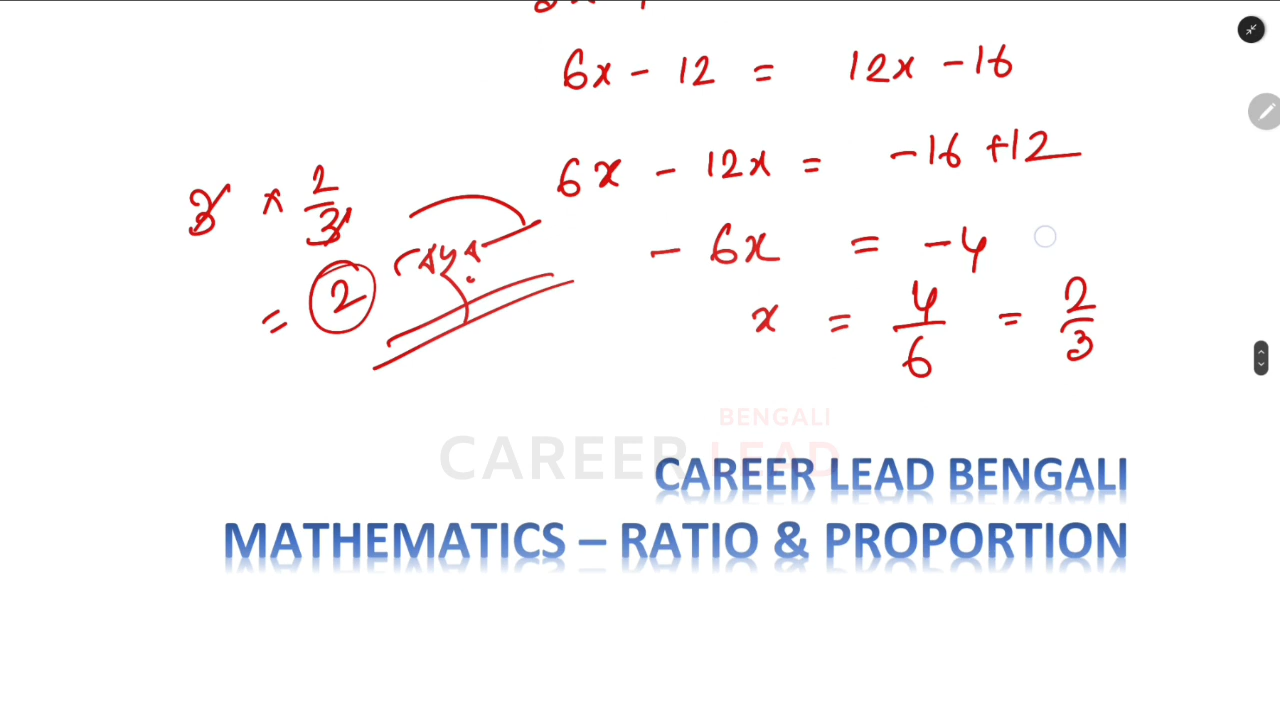 6x - 12 = 12x - 16
6x - 12x = -16 + 12
- 6x = -4
x = 4/6 = 2/3
3 × 2/3
= 2
BENGALI
CAREER LEAD
CAREER LEAD BENGALI
MATHEMATICS – RATIO & PROPORTION